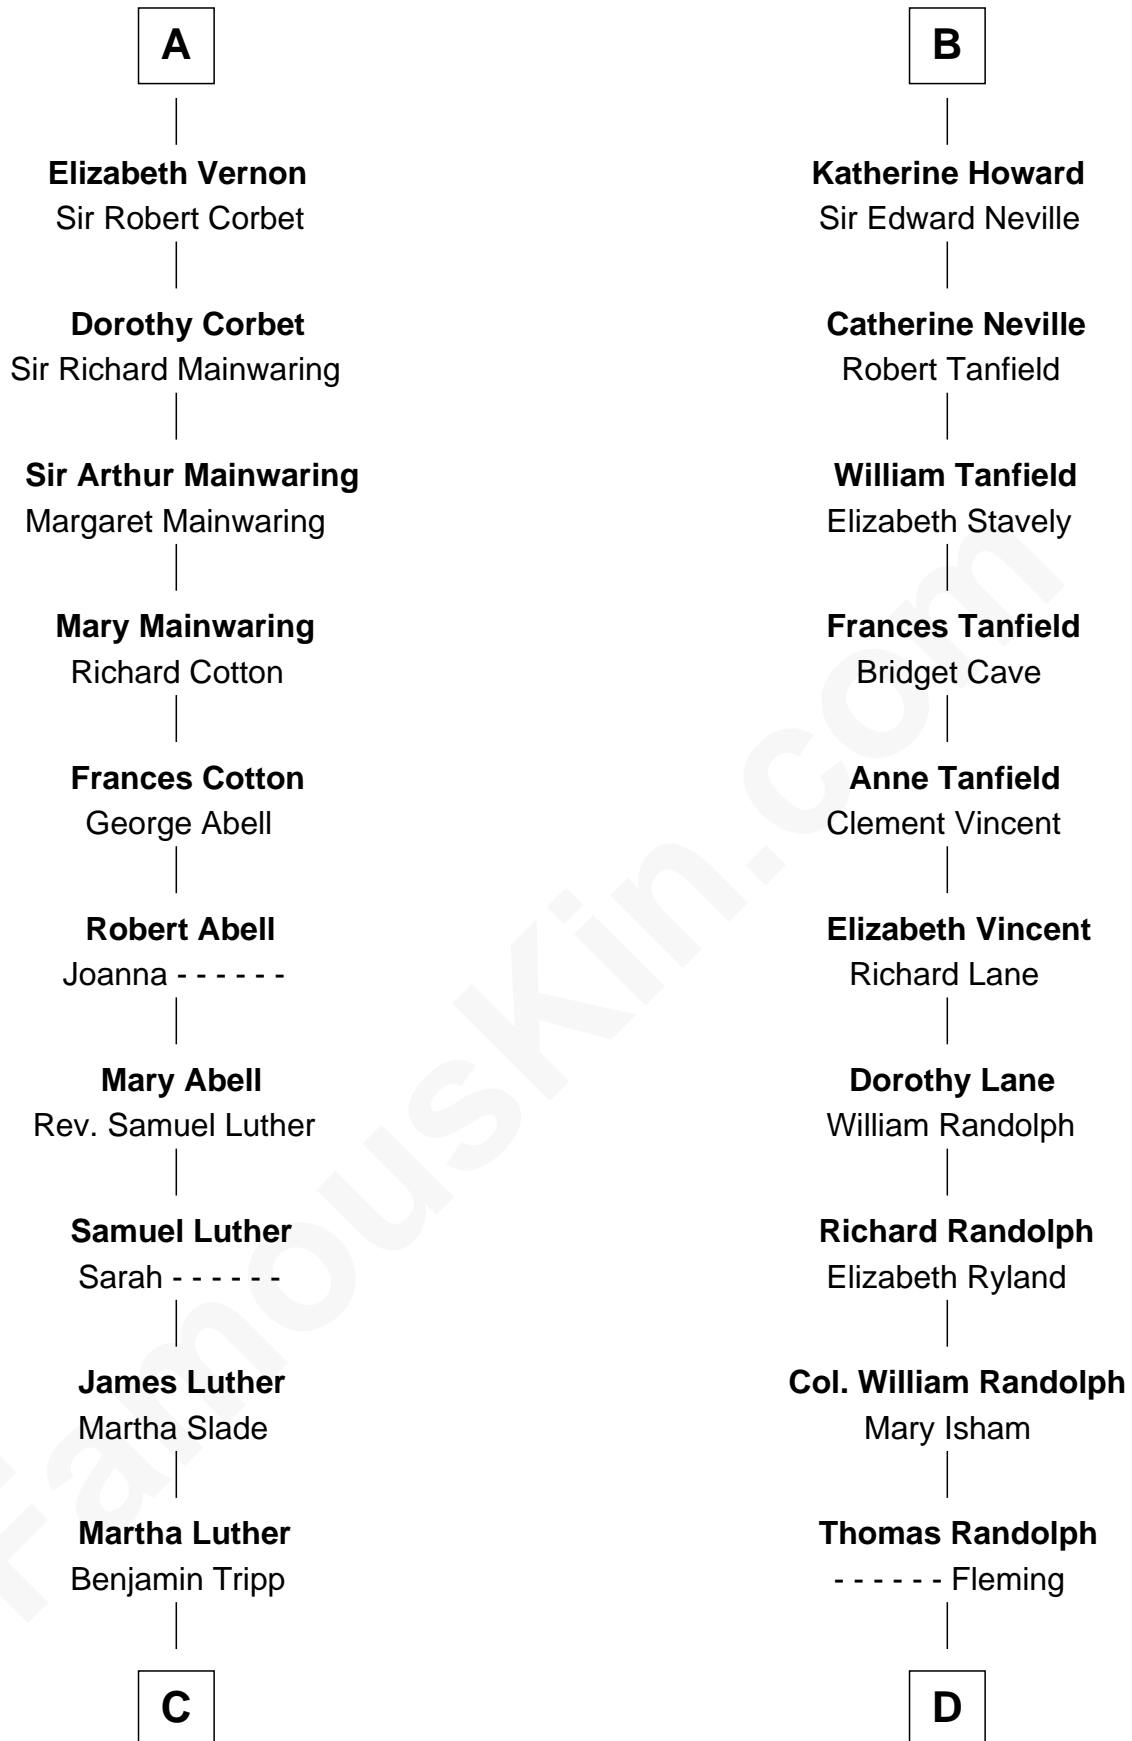 A
Elizabeth Vernon
Sir Robert Corbet
Dorothy Corbet
Sir Richard Mainwaring
Sir Arthur Mainwaring
Margaret Mainwaring
Mary Mainwaring
Richard Cotton
Frances Cotton
George Abell
Robert Abell
Joanna - - - - - -
Mary Abell
Rev. Samuel Luther
Samuel Luther
Sarah - - - - - -
James Luther
Martha Slade
Martha Luther
Benjamin Tripp
C
B
Katherine Howard
Sir Edward Neville
Catherine Neville
Robert Tanfield
William Tanfield
Elizabeth Stavely
Frances Tanfield
Bridget Cave
Anne Tanfield
Clement Vincent
Elizabeth Vincent
Richard Lane
Dorothy Lane
William Randolph
Richard Randolph
Elizabeth Ryland
Col. William Randolph
Mary Isham
Thomas Randolph
- - - - - - Fleming
D
FamousKin.com